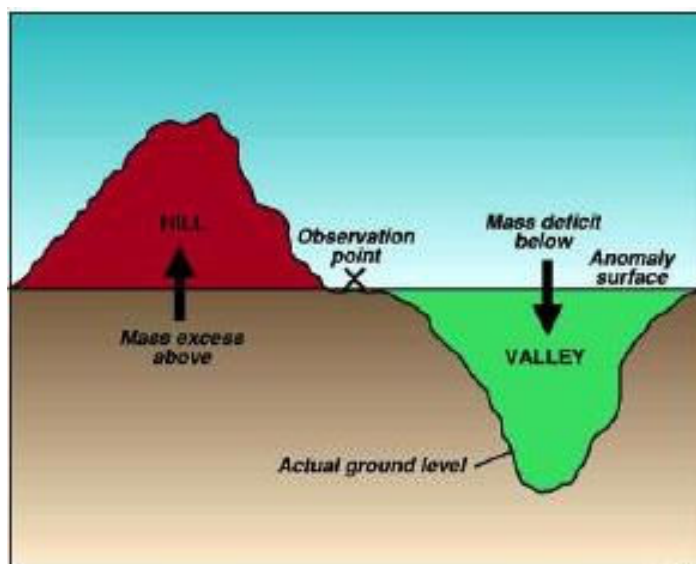 HILL
Observation
point
Mass deficit
below
Anomaly
surface
Mass excess
above
VALLEY
Actual ground level